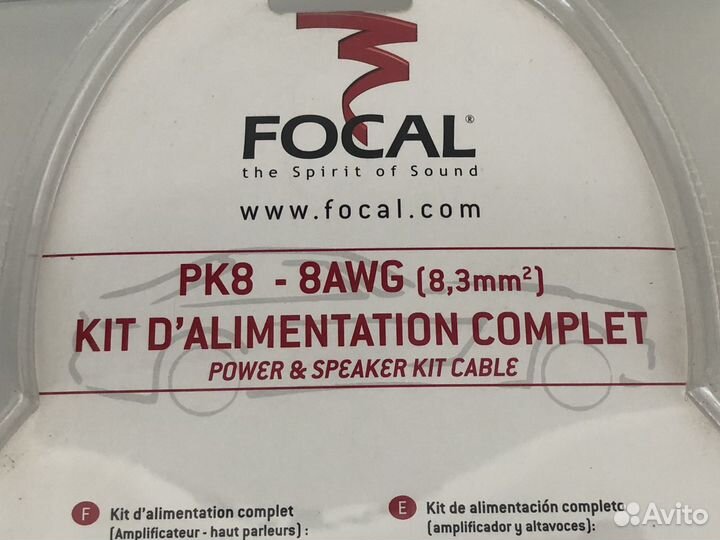 FOCAL®
the Spirit of Sound
www.focal.com
PK8 - 8AWG (8,3mm²)
KIT D'ALIMENTATION COMPLET
POWER & SPEAKER KIT CABLE
F Kit d'alimentation complet
(Amplificateur - haut parleurs) :
E Kit de alimentación completo
(amplificador y altavoces):
Avito